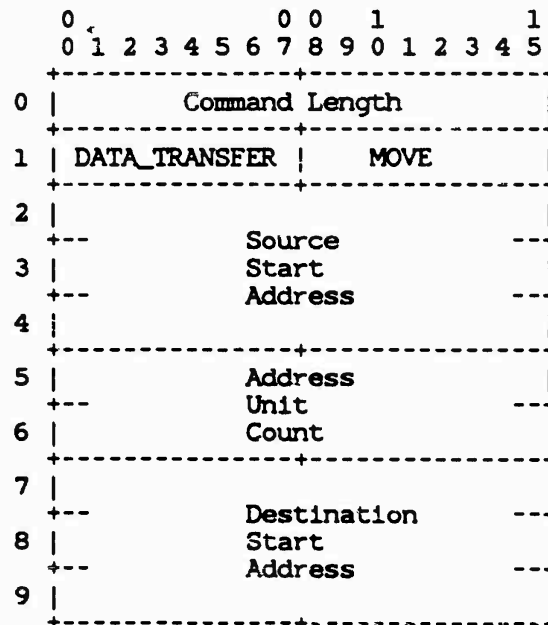 0 0 0 1 1
0 1 2 3 4 5 6 7 8 9 0 1 2 3 4 5
+---------------+---------------
0 | Command Length |
+---------------+---------------
1 | DATA_TRANSFER | MOVE |
+---------------+---------------
2 |
+-- Source ---
3 | Start
+-- Address ---
4 |
+---------------+---------------
5 | Address |
+-- Unit ---
6 | Count
+---------------+---------------
7 |
+-- Destination ---
8 | Start
+-- Address ---
9 |
+---------------+---------------